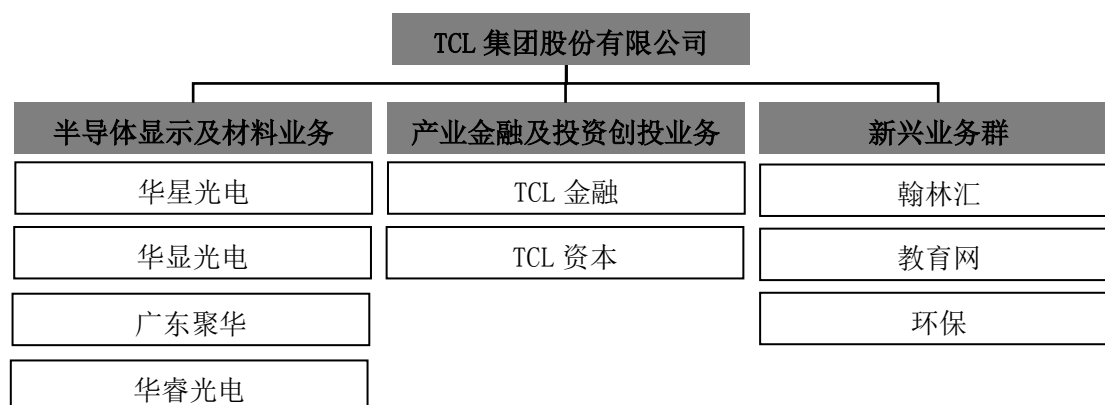 TCL 集团股份有限公司
半导体显示及材料业务
华星光电
华显光电
广东聚华
华睿光电
产业金融及投资创投业务
TCL 金融
TCL 资本
新兴业务群
翰林汇
教育网
环保